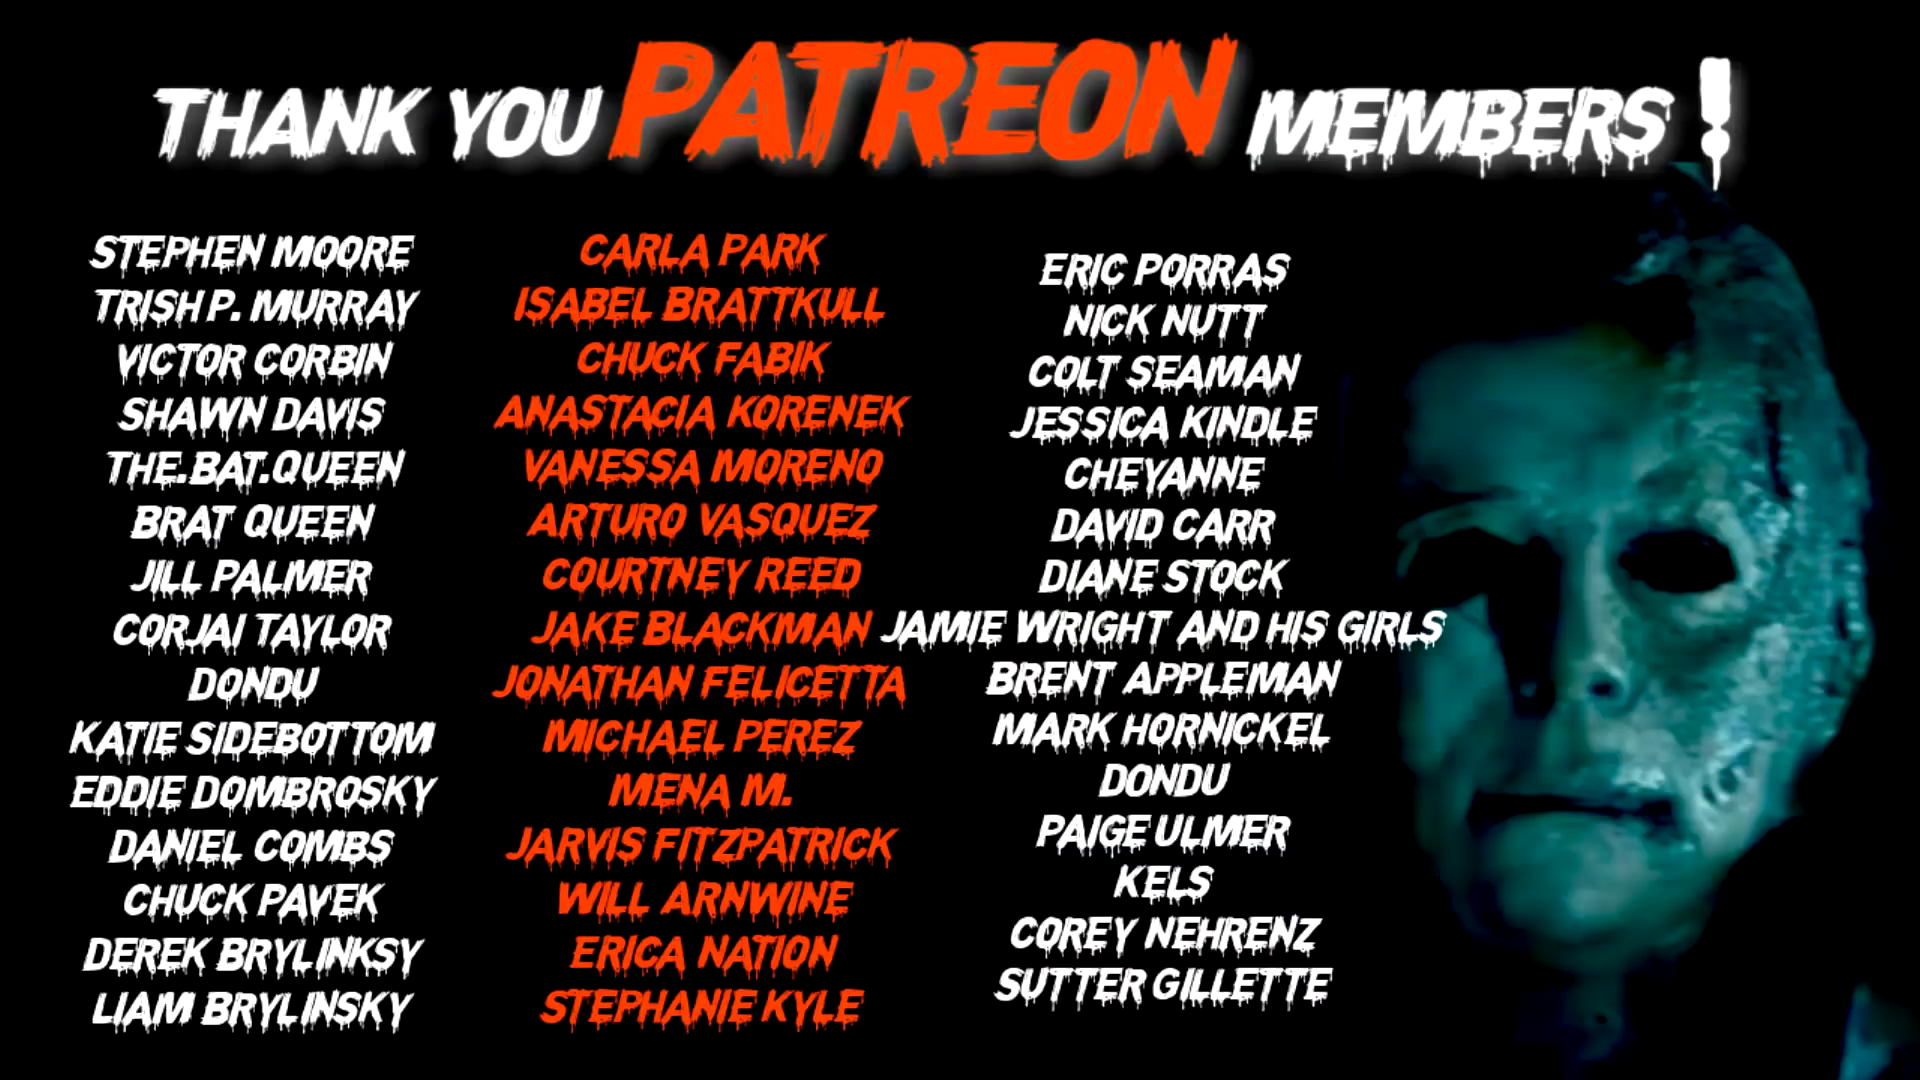 THANK YOU PATREON MEMBERS!
STEPHEN MOORE
TRISH P. MURRAY
VICTOR CORBIN
SHAWN DAVIS
THE.BAT.QUEEN
BRAT QUEEN
JILL PALMER
CORJAI TAYLOR
DONDU
KATIE SIDEBOTTOM
EDDIE DOMBROSKY
DANIEL COMBS
CHUCK PAVEK
DEREK BRYLINKSY
LIAM BRYLINSKY
CARLA PARK
ISABEL BRATTKULL
CHUCK FABIK
ANASTACIA KORENEK
VANESSA MORENO
ARTURO VASQUEZ
COURTNEY REED
JAKE BLACKMAN
JONATHAN FELICETTA
MICHAEL PEREZ
MENA M.
JARVIS FITZPATRICK
WILL ARNWINE
ERICA NATION
STEPHANIE KYLE
ERIC PORRAS
NICK NUTT
COLT SEAMAN
JESSICA KINDLE
CHEYANNE
DAVID CARR
DIANE STOCK
JAMIE WRIGHT AND HIS GIRLS
BRENT APPLEMAN
MARK HORNICKEL
DONDU
PAIGE ULMER
KELS
COREY NEHRENZ
SUTTER GILLETTE